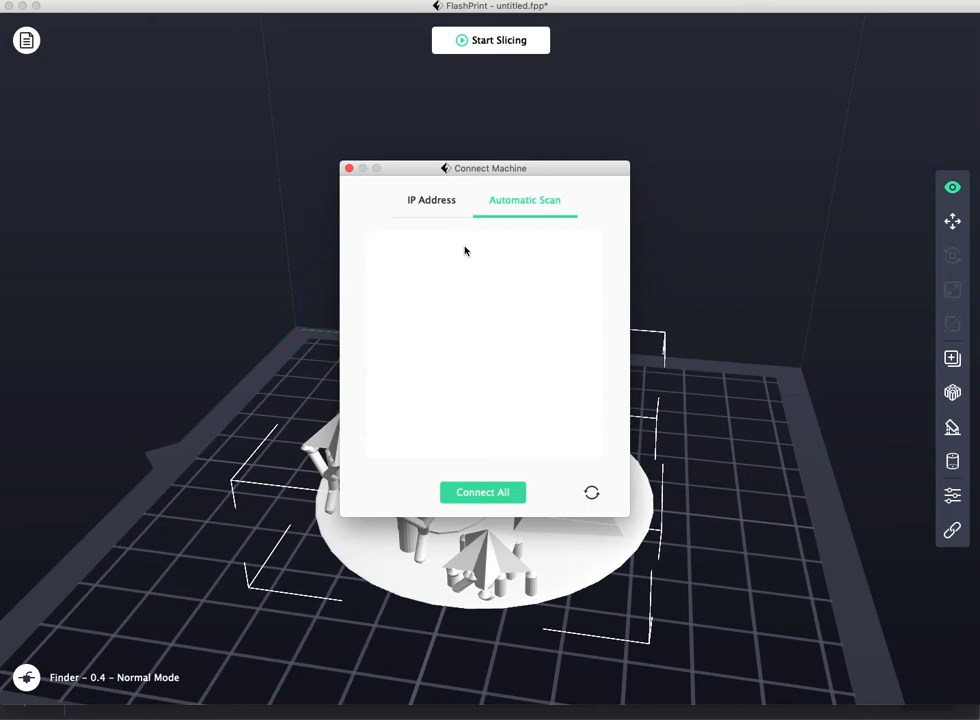 FlashPrint - untitled.fpp*
Start Slicing
Connect Machine
IP Address
Automatic Scan
Connect All
Finder - 0.4 - Normal Mode